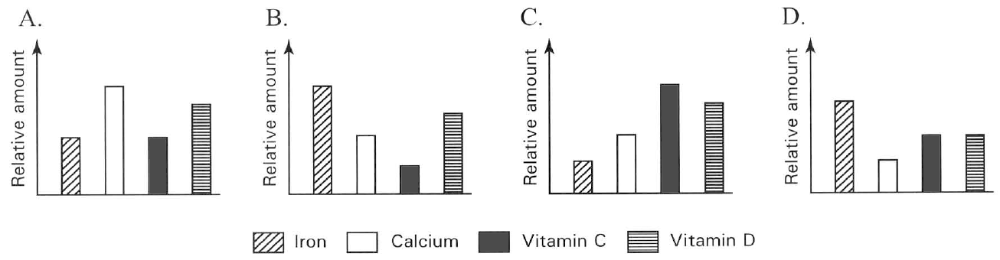 A.
B.
C.
D.
Relative amount
Relative amount
Relative amount
Relative amount
Iron Calcium Vitamin C Vitamin D